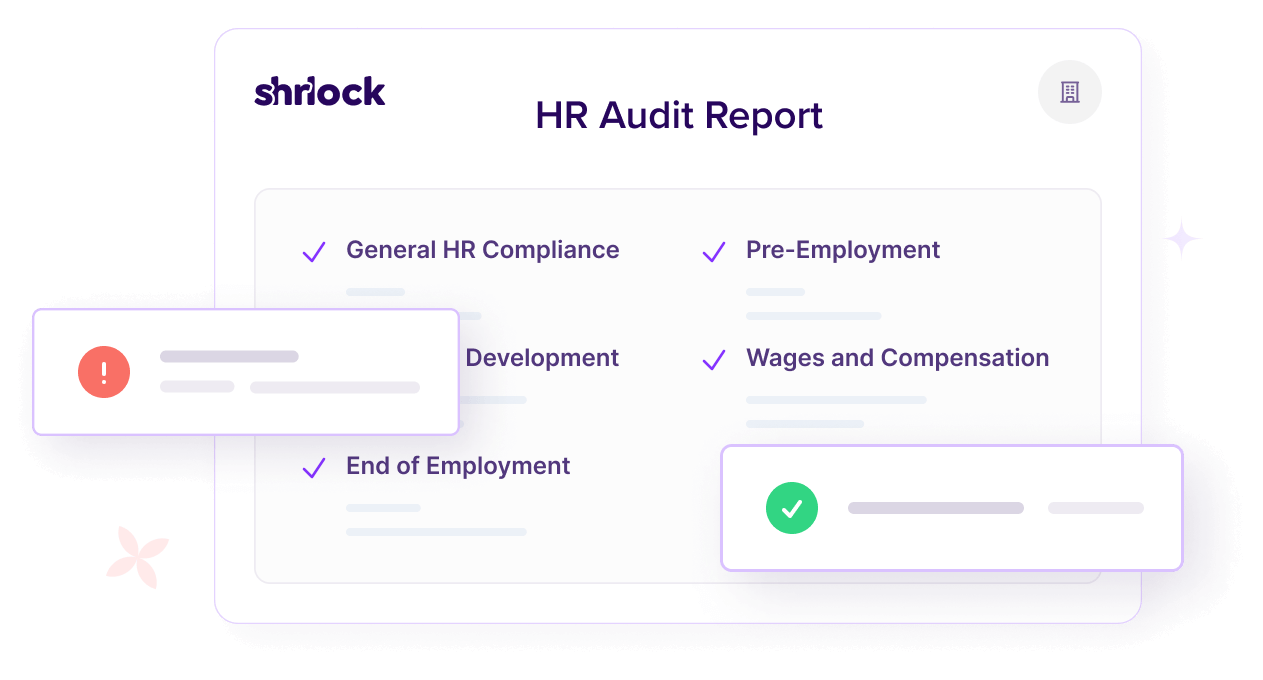 shrlock
HR Audit Report
General HR Compliance
Pre-Employment
Development
Wages and Compensation
End of Employment